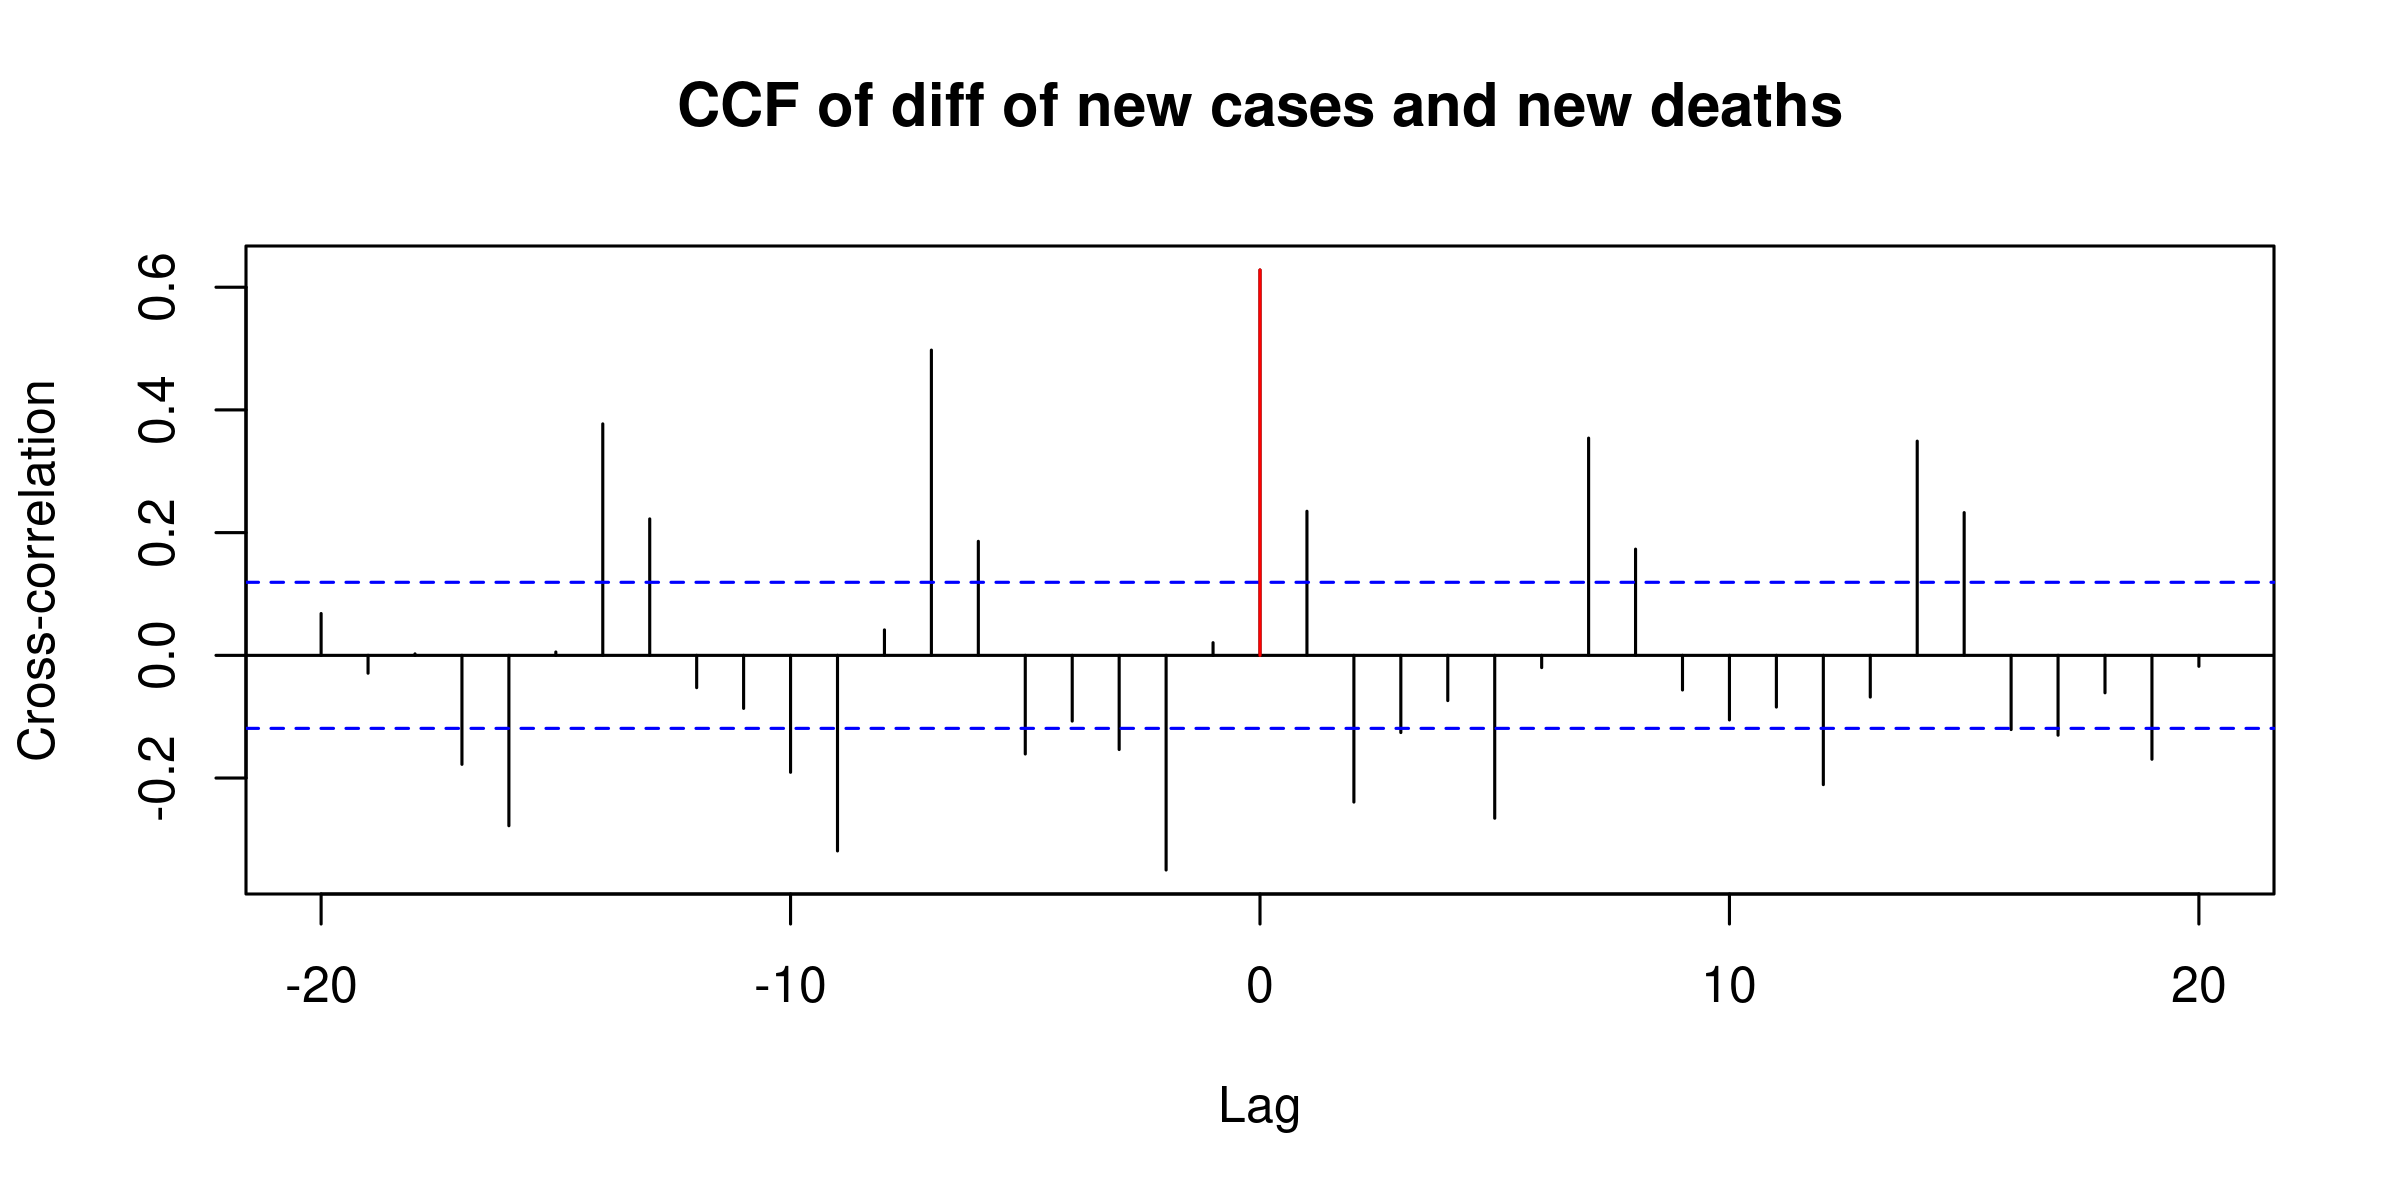 CCF of diff of new cases and new deaths
Cross-correlation
0.6
0.4
0.2
0.0
-0.2
-20 -10 0 10 20
Lag